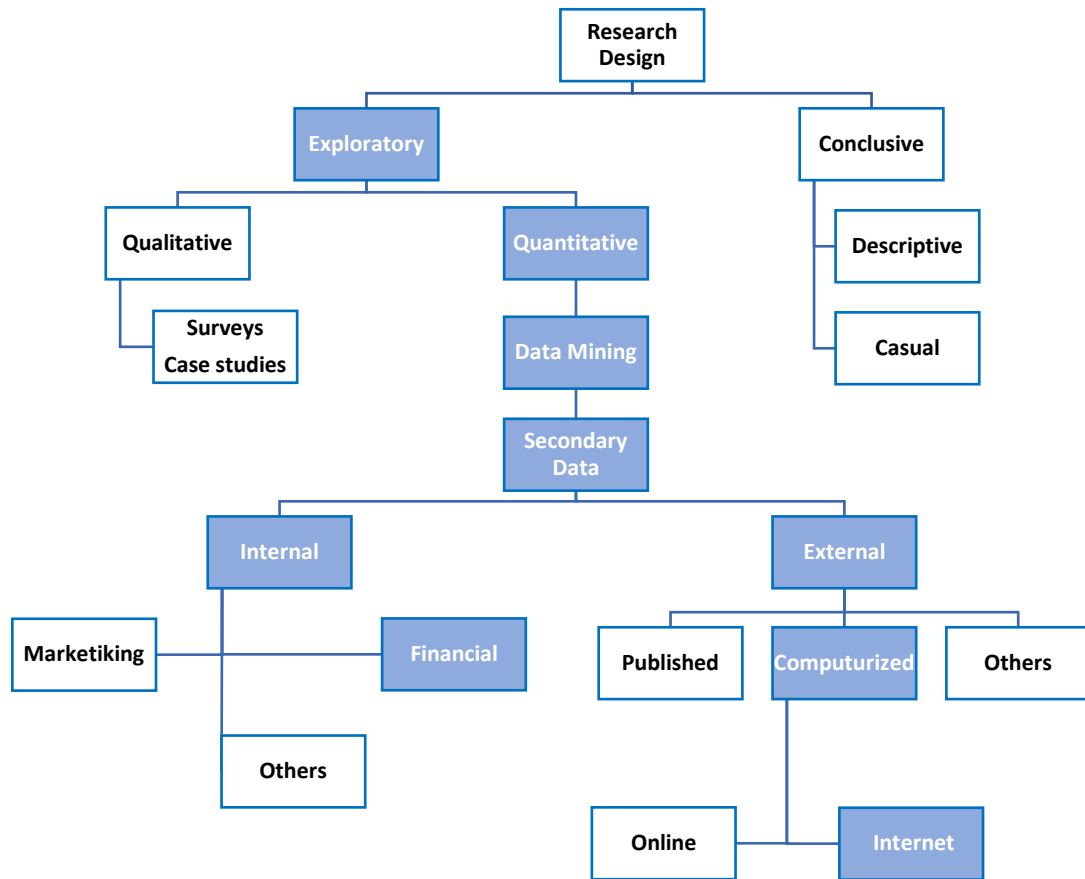 Research
Design
Exploratory
Conclusive
Qualitative
Quantitative
Descriptive
Surveys
Case studies
Data Mining
Casual
Secondary
Data
Internal
External
Marketiking
Financial
Published
Computurized
Others
Others
Online
Internet